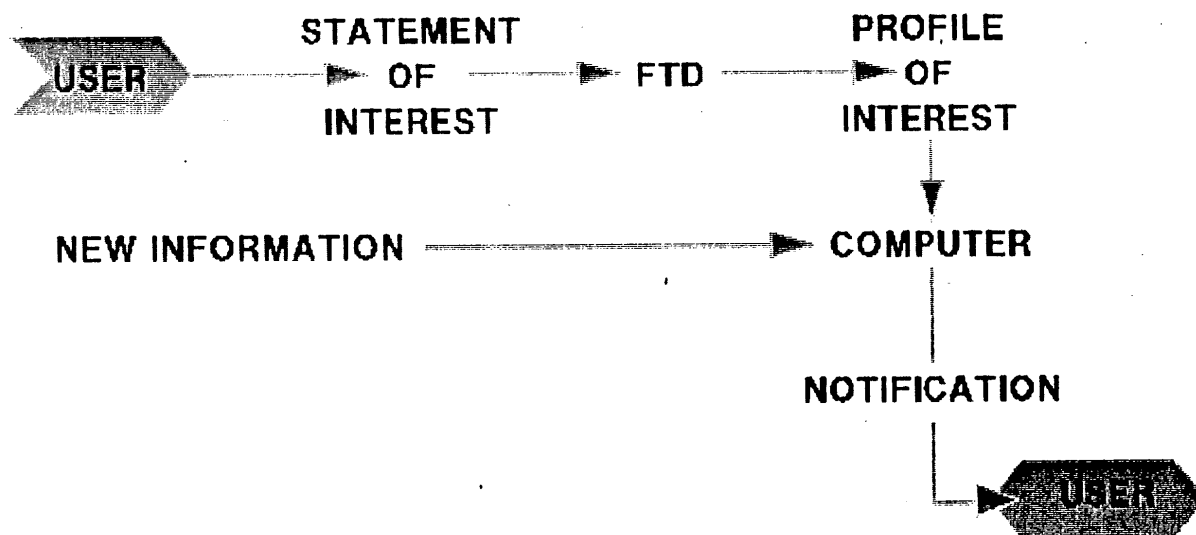 STATEMENT
OF
INTEREST
PROFILE
OF
INTEREST
USER
FTD
NEW INFORMATION
COMPUTER
NOTIFICATION
USER